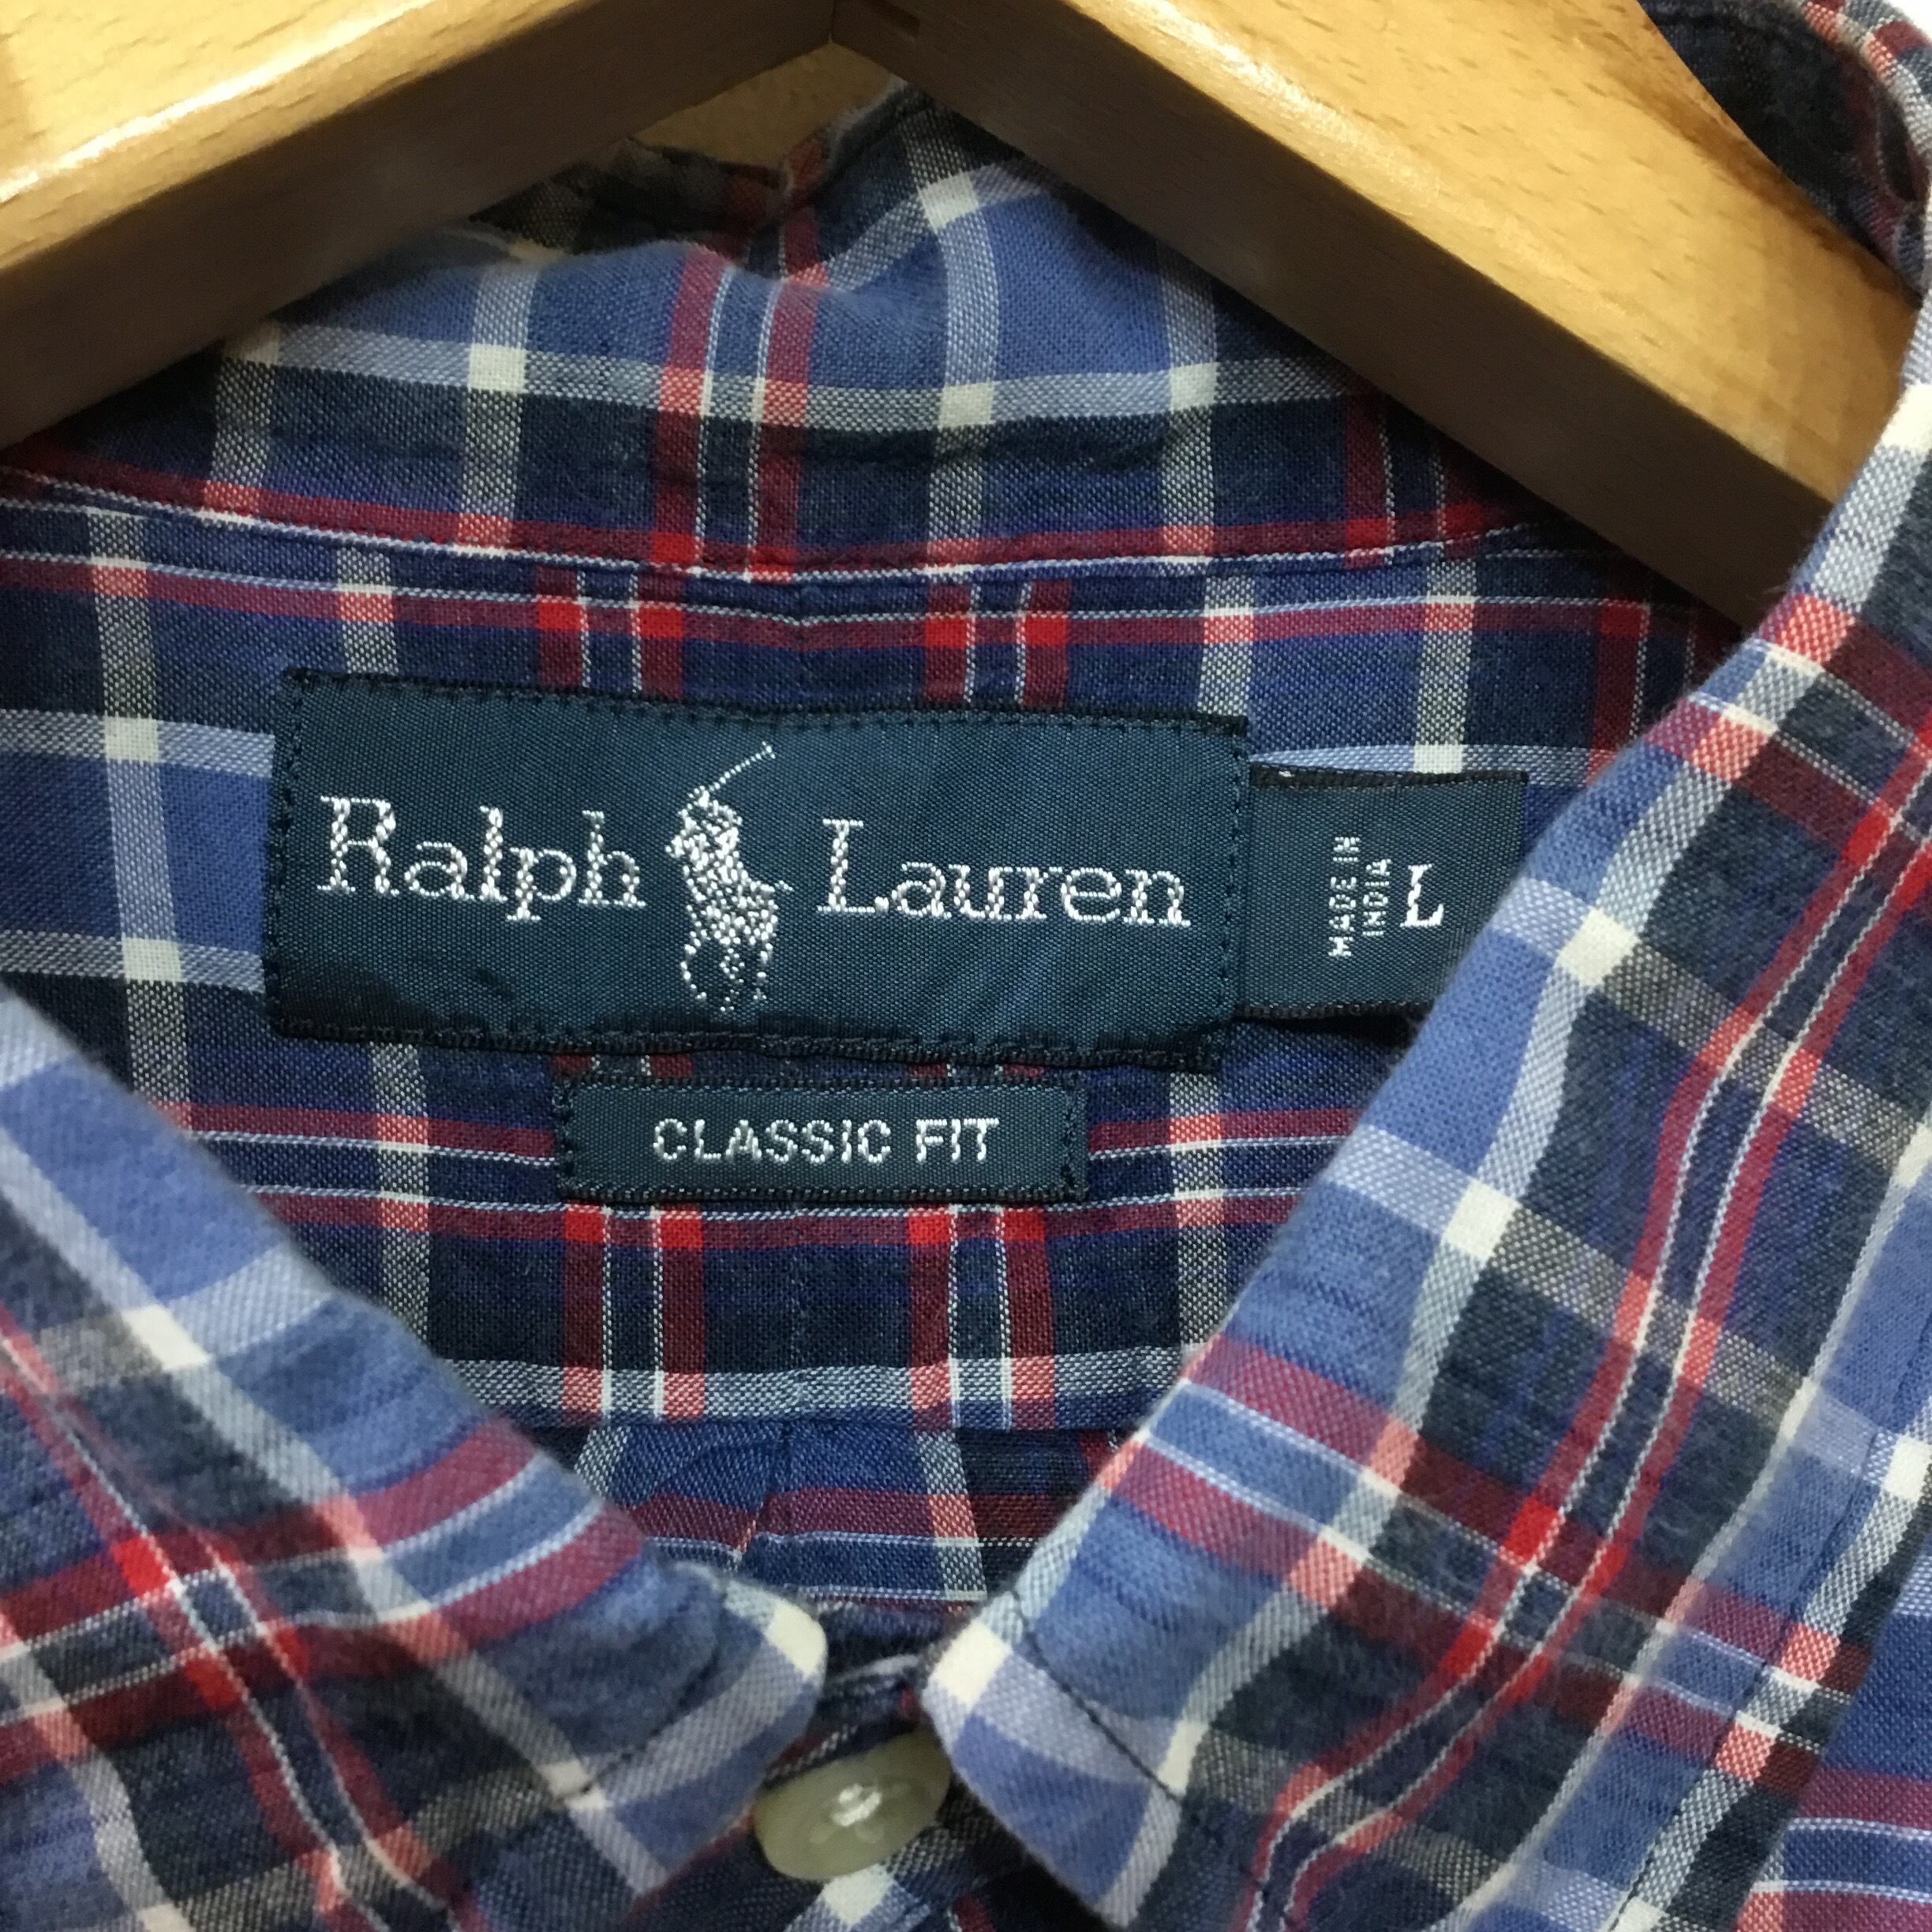 Ralph Lauren
MADE IN
INDIA
L
CLASSIC FIT